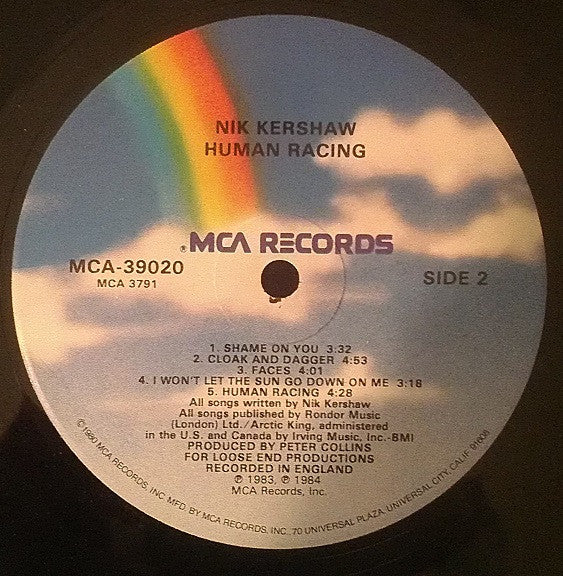 NIK KERSHAW
HUMAN RACING
®MCA RECORDS
MCA-39020
MCA 3791
SIDE 2
1. SHAME ON YOU 3:32
2. CLOAK AND DAGGER 4:53
3. FACES 4:01
4. I WON'T LET THE SUN GO DOWN ON ME 3:18
5. HUMAN RACING 4:28
All songs written by Nik Kershaw
All songs published by Rondor Music
(London) Ltd./Arctic King, administered
in the U.S. and Canada by Irving Music, Inc.-BMI
PRODUCED BY PETER COLLINS
FOR LOOSE END PRODUCTIONS
RECORDED IN ENGLAND
℗ 1983, ℗ 1984
MCA Records, Inc.
©1980 MCA RECORDS, INC. MFD. BY MCA RECORDS, INC., 70 UNIVERSAL PLAZA, UNIVERSAL CITY, CALIF. 91608